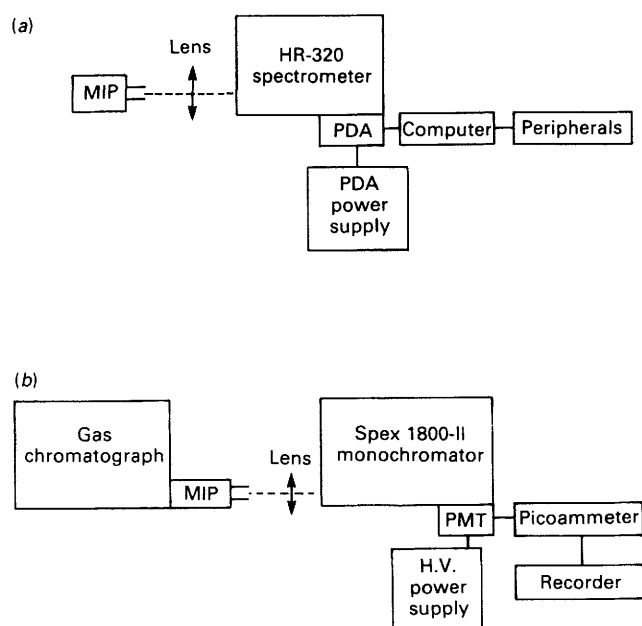 (a)
Lens
HR-320
spectrometer
MIP
PDA
Computer
Peripherals
PDA
power
supply
(b)
Gas
chromatograph
MIP
Lens
Spex 1800-II
monochromator
PMT
Picoammeter
H.V.
power
supply
Recorder